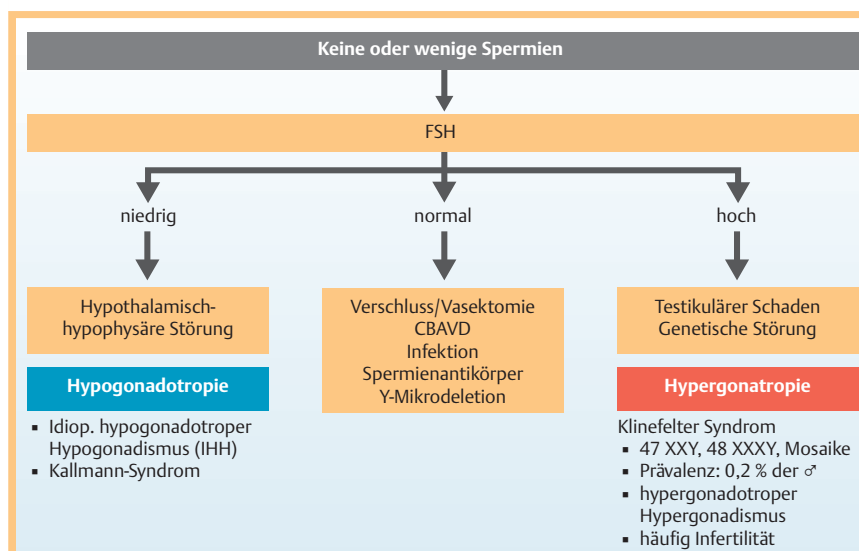 Keine oder wenige Spermien
FSH
niedrig
normal
hoch
Hypothalamisch-
hypophysäre Störung
Hypogonadotropie
▪ Idiop. hypogonadotroper
Hypogonadismus (IHH)
▪ Kallmann-Syndrom
Verschluss/Vasektomie
CBAVD
Infektion
Spermienantikörper
Y-Mikrodeletion
Testikulärer Schaden
Genetische Störung
Hypergonatropie
Klinefelter Syndrom
▪ 47 XXY, 48 XXXY, Mosaike
▪ Prävalenz: 0,2 % der ♂
▪ hypergonadotroper
Hypergonadismus
▪ häufig Infertilität